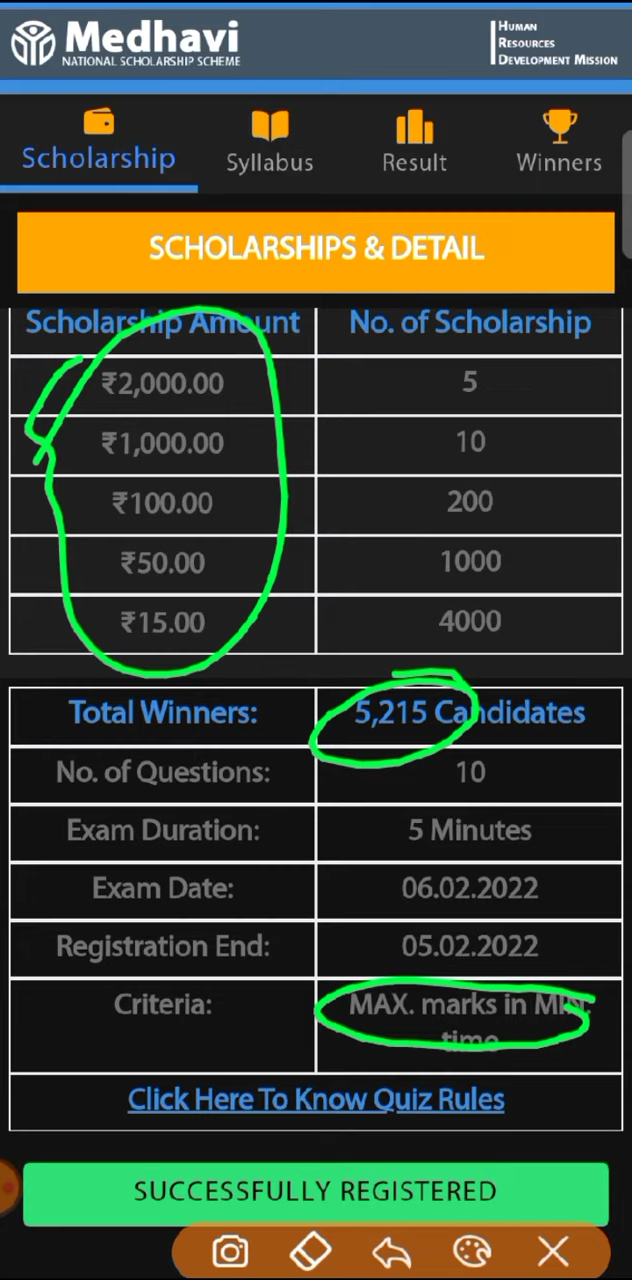 Medhavi
NATIONAL SCHOLARSHIP SCHEME
HUMAN
RESOURCES
DEVELOPMENT MISSION
Scholarship Syllabus Result Winners
SCHOLARSHIPS & DETAIL
Scholarship Amount No. of Scholarship
₹2,000.00 5
₹1,000.00 10
₹100.00 200
₹50.00 1000
₹15.00 4000
Total Winners: 5,215 Candidates
No. of Questions: 10
Exam Duration: 5 Minutes
Exam Date: 06.02.2022
Registration End: 05.02.2022
Criteria: MAX. marks in MIN.
time
Click Here To Know Quiz Rules
SUCCESSFULLY REGISTERED